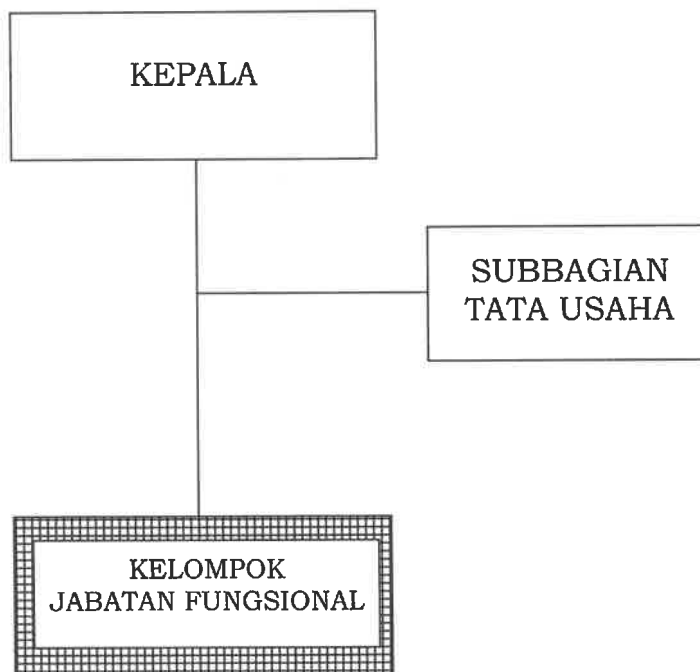 KEPALA
SUBBAGIAN
TATA USAHA
KELOMPOK
JABATAN FUNGSIONAL